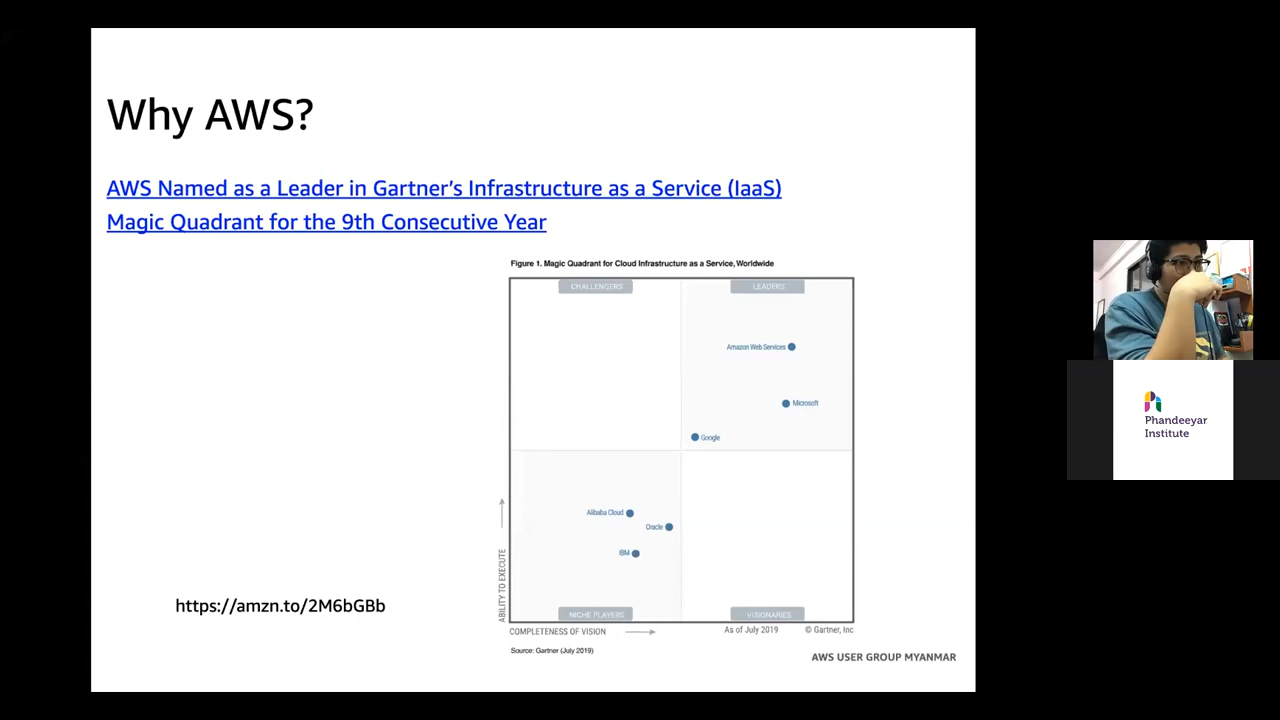 Why AWS?
AWS Named as a Leader in Gartner's Infrastructure as a Service (IaaS)
Magic Quadrant for the 9th Consecutive Year
Figure 1. Magic Quadrant for Cloud Infrastructure as a Service, Worldwide
CHALLENGERS
LEADERS
Amazon Web Services
Microsoft
Google
Alibaba Cloud
Oracle
IBM
ABILITY TO EXECUTE
NICHE PLAYERS
VISIONARIES
COMPLETENESS OF VISION
As of July 2019
© Gartner, Inc
Source: Gartner (July 2019)
https://amzn.to/2M6bGBb
AWS USER GROUP MYANMAR
Phandeeyar
Institute